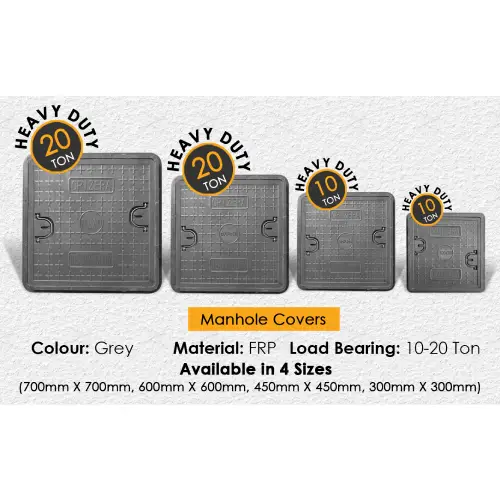 HEAVY DUTY
20
TON
HEAVY DUTY
20
TON
HEAVY DUTY
10
TON
HEAVY DUTY
10
TON
Manhole Covers
Colour: Grey Material: FRP Load Bearing: 10-20 Ton
Available in 4 Sizes
(700mm X 700mm, 600mm X 600mm, 450mm X 450mm, 300mm X 300mm)